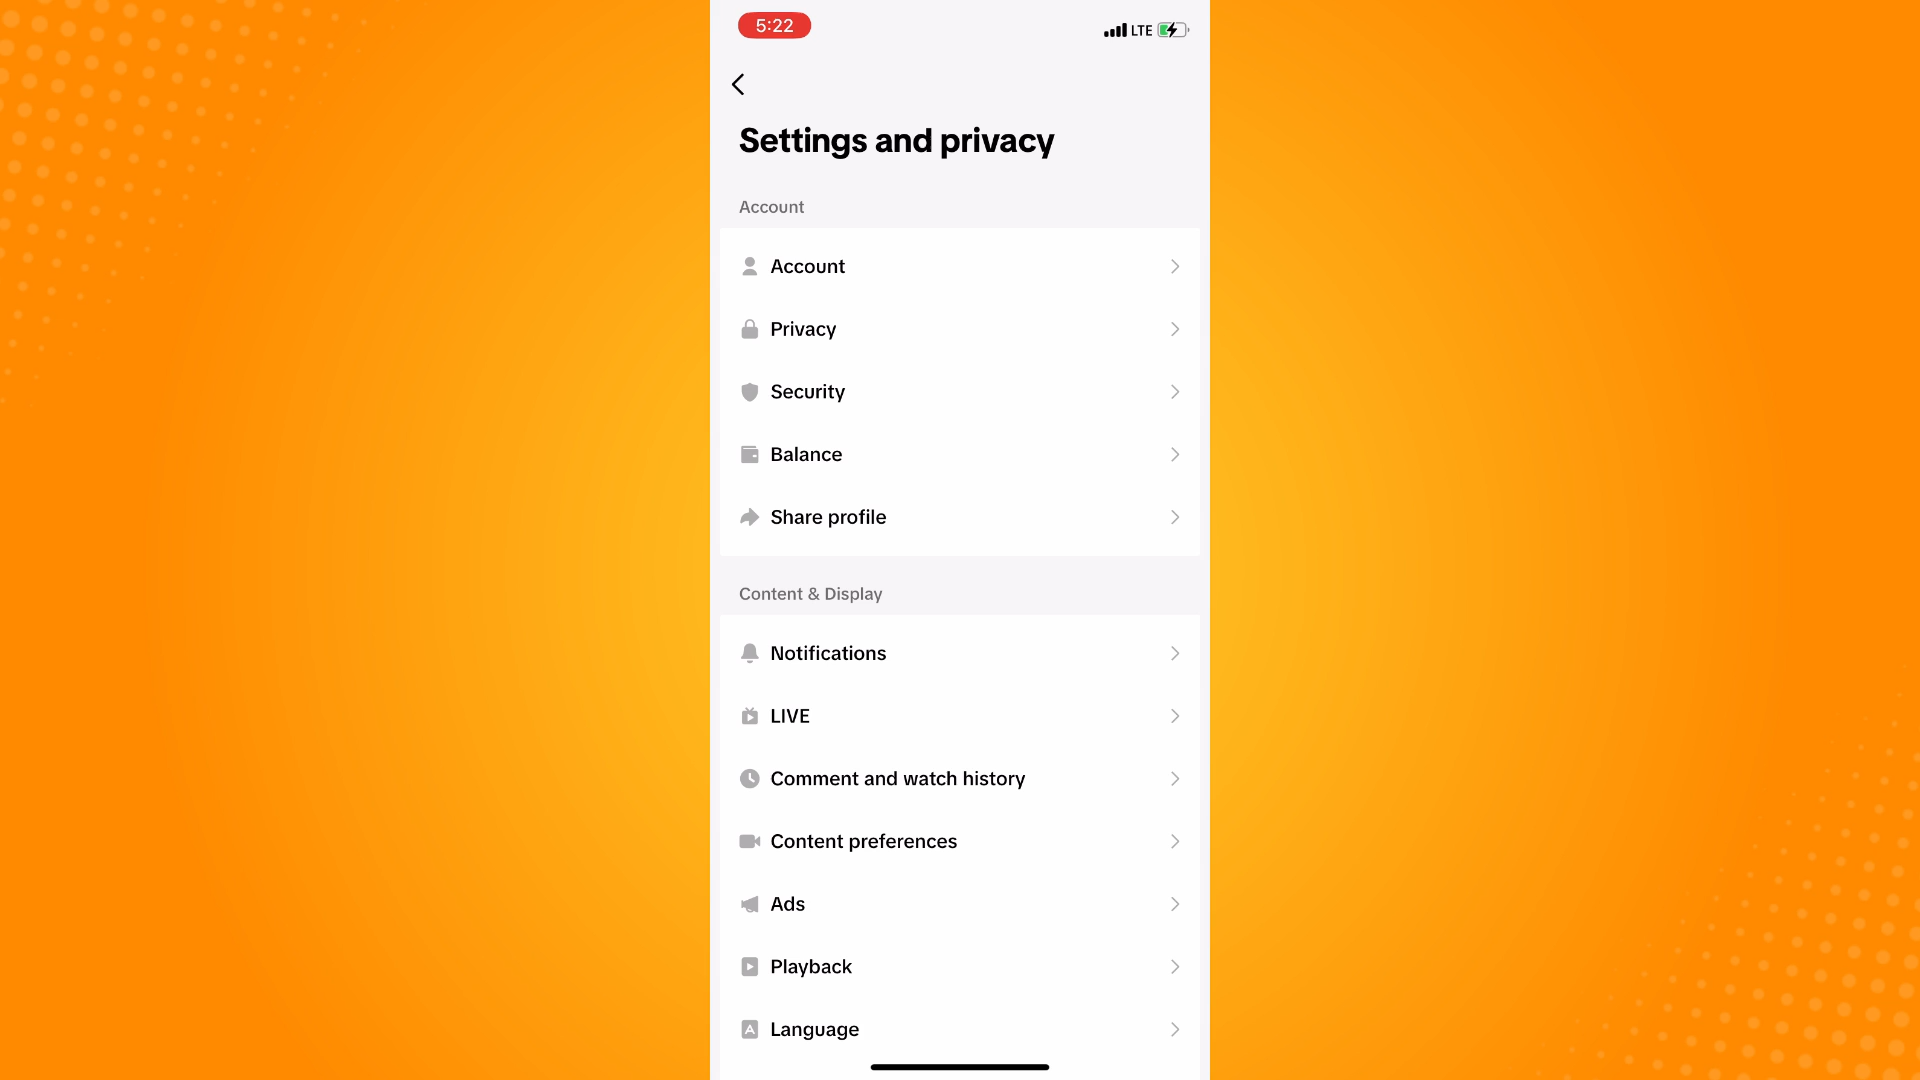 5:22
LTE
Settings and privacy
Account
Account
Privacy
Security
Balance
Share profile
Content & Display
Notifications
LIVE
Comment and watch history
Content preferences
Ads
Playback
A Language